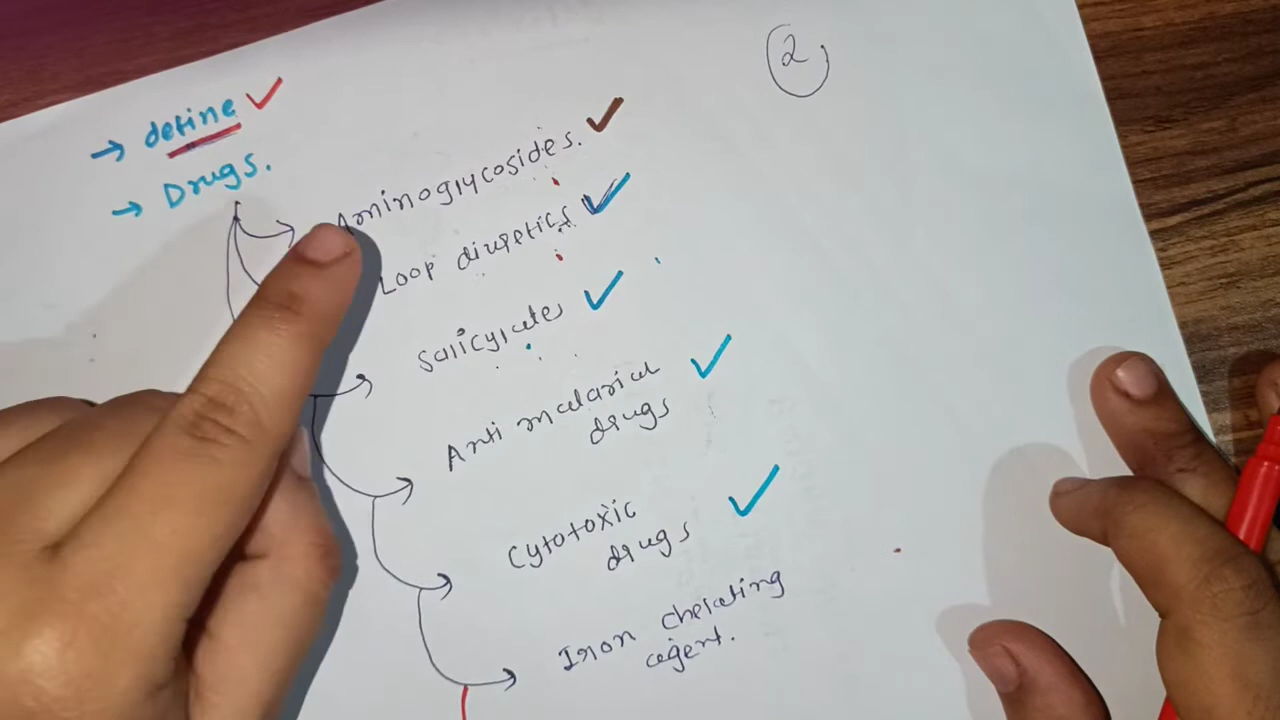 2
→ define ✓
→ Drugs.
Aminoglycosides. ✓
Loop diuretics ✓
Salicylates ✓
Anti malarial ✓
drugs
Cytotoxic ✓
drugs
Iron chelating
agent.